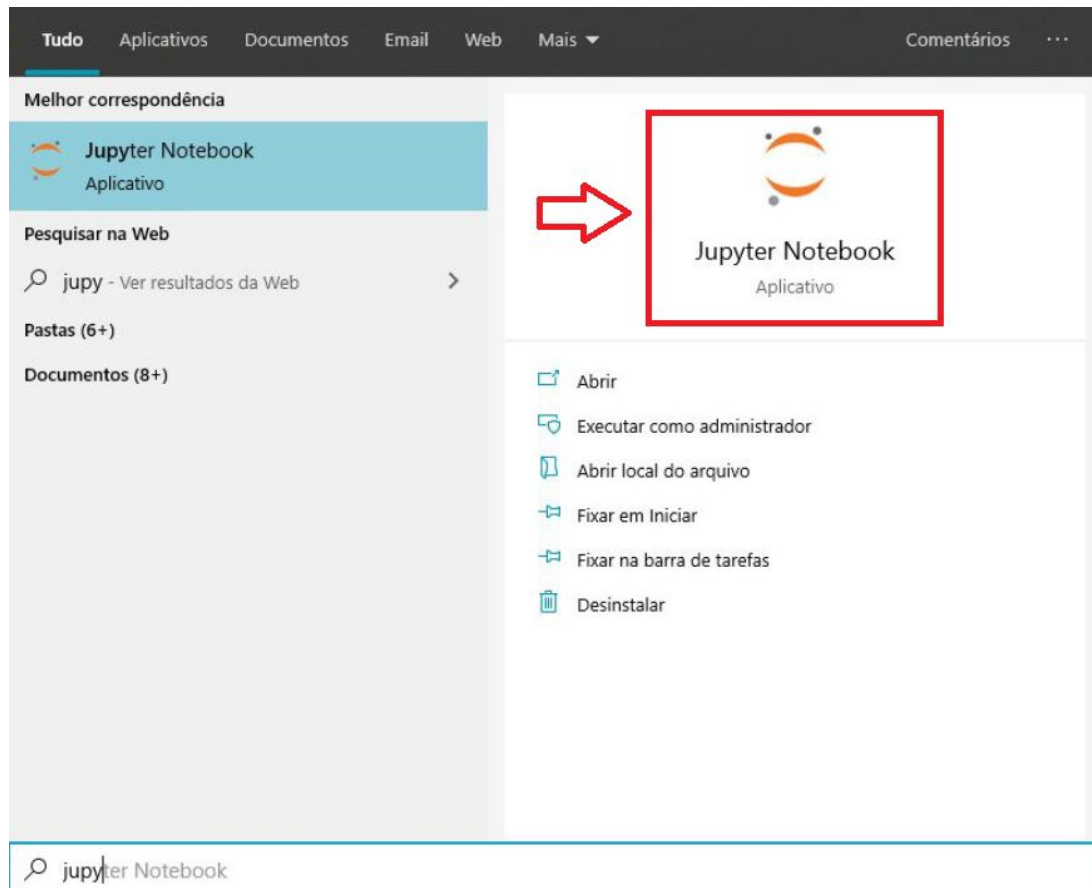 Tudo Aplicativos Documentos Email Web Mais Comentários ...
Melhor correspondência
Jupyter Notebook
Aplicativo
Pesquisar na Web
jupy - Ver resultados da Web
Pastas (6+)
Documentos (8+)
Jupyter Notebook
Aplicativo
Abrir
Executar como administrador
Abrir local do arquivo
Fixar em Iniciar
Fixar na barra de tarefas
Desinstalar
jupyter Notebook